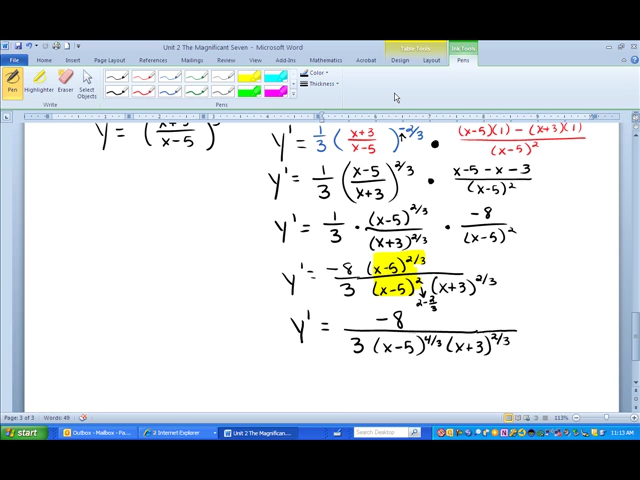 Unit 2 The Magnificent Seven - Microsoft Word
Table Tools
Ink Tools
File Home Insert Page Layout References Mailings Review View Add-Ins Mathematics Acrobat Design Layout Pens
Pen Highlighter Eraser Select Objects
Color
Thickness
Write
Pens
y = ((x+3)/(x-5))
y' = 1/3 ((x+3)/(x-5))^(-2/3) • ((x-5)(1) - (x+3)(1))/(x-5)^2
y' = 1/3 ((x-5)/(x+3))^(2/3) • (x-5-x-3)/(x-5)^2
y' = 1/3 • (x-5)^(2/3)/(x+3)^(2/3) • -8/(x-5)^2
y' = -8 (x-5)^(2/3)/3 (x-5)^2 (x+3)^(2/3)
2-2/3
y' = -8/3 (x-5)^(4/3) (x+3)^(2/3)
Page: 3 of 3 Words: 49 113%
start Outbox - Mailbox - Pa... 2 Internet Explorer Unit 2 The Magnifican... 11:13 AM